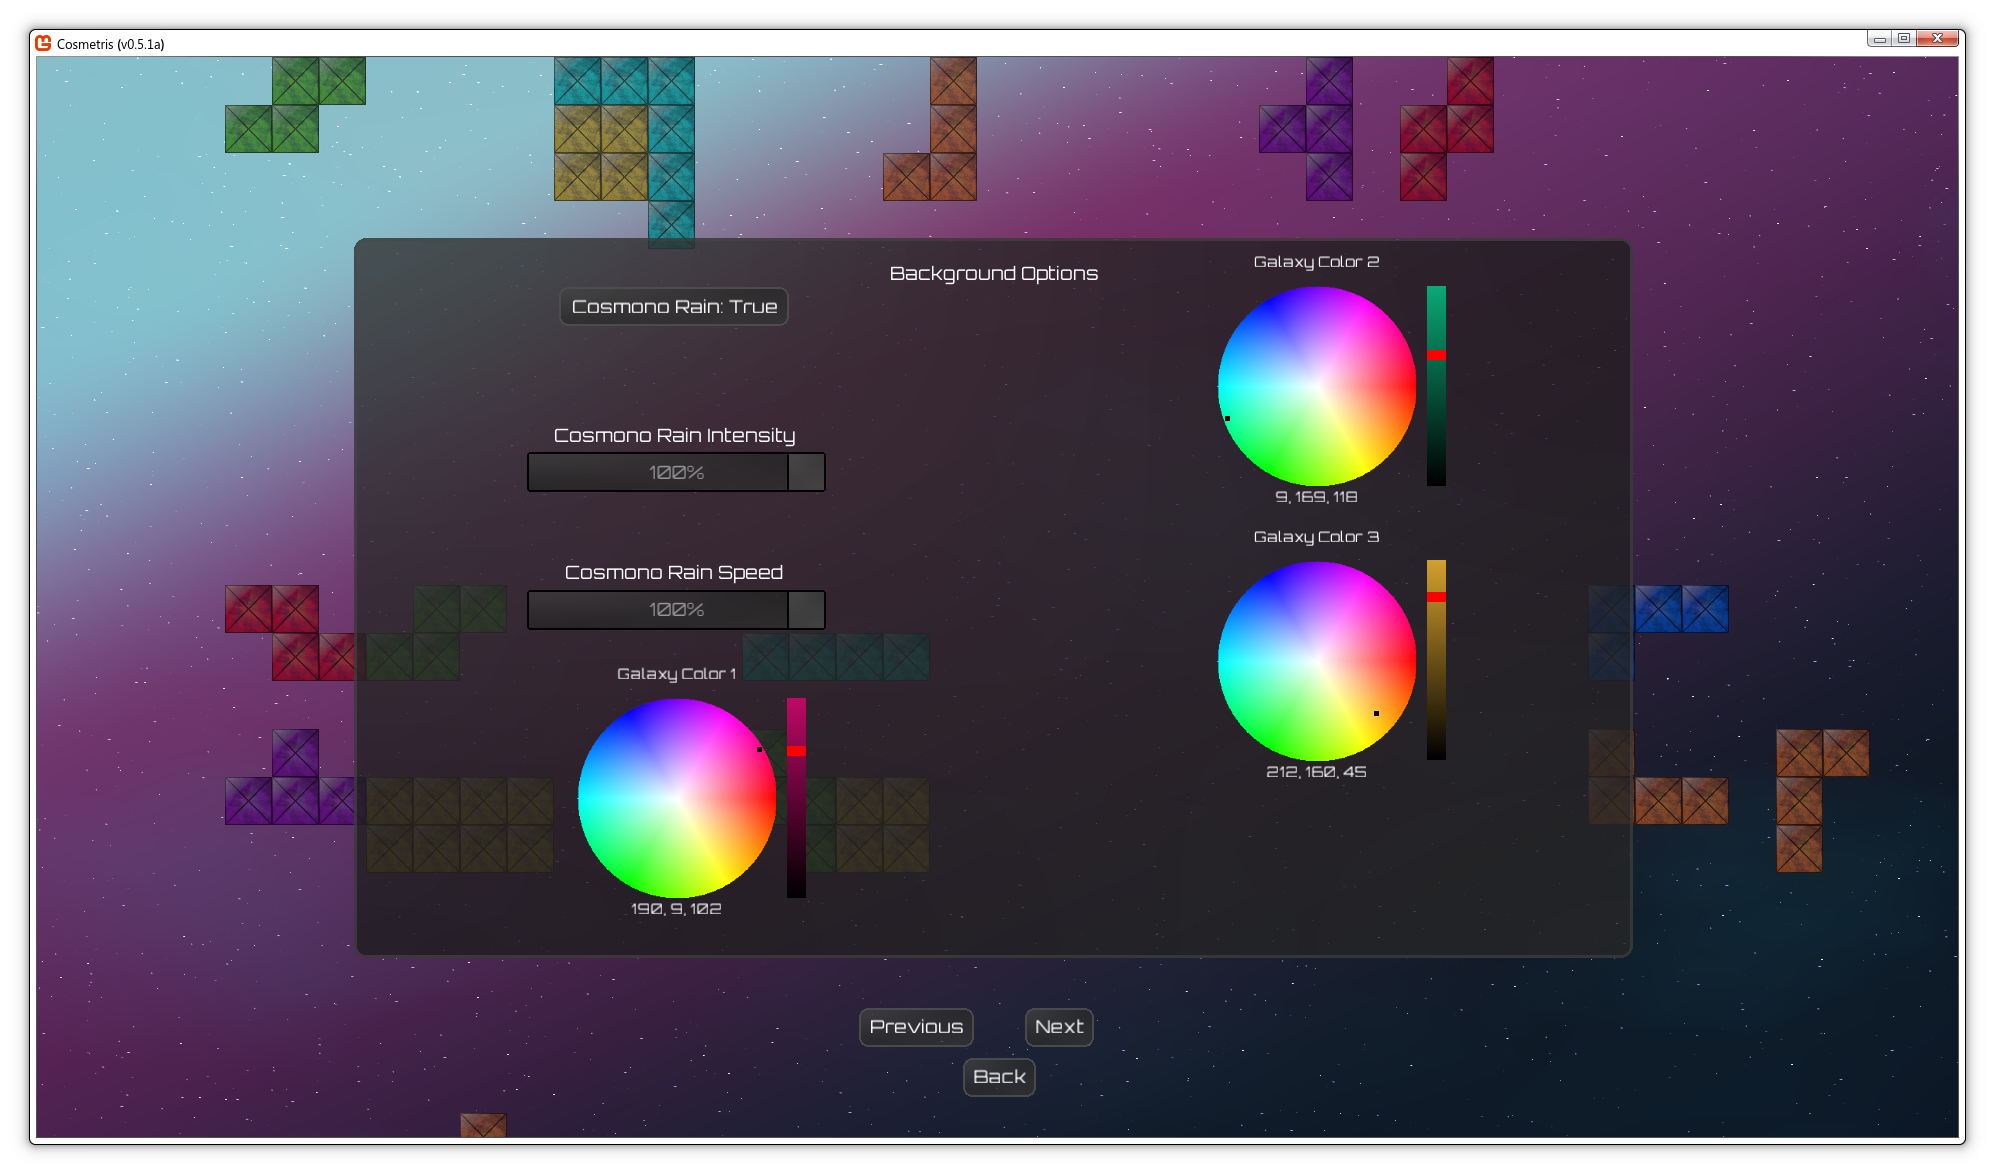 Cosmetris (v0.5.1a)
Background Options
Cosmono Rain: True
Cosmono Rain Intensity
100%
Cosmono Rain Speed
100%
Galaxy Color 1
190, 9, 102
Galaxy Color 2
9, 169, 118
Galaxy Color 3
212, 160, 45
Previous
Next
Back